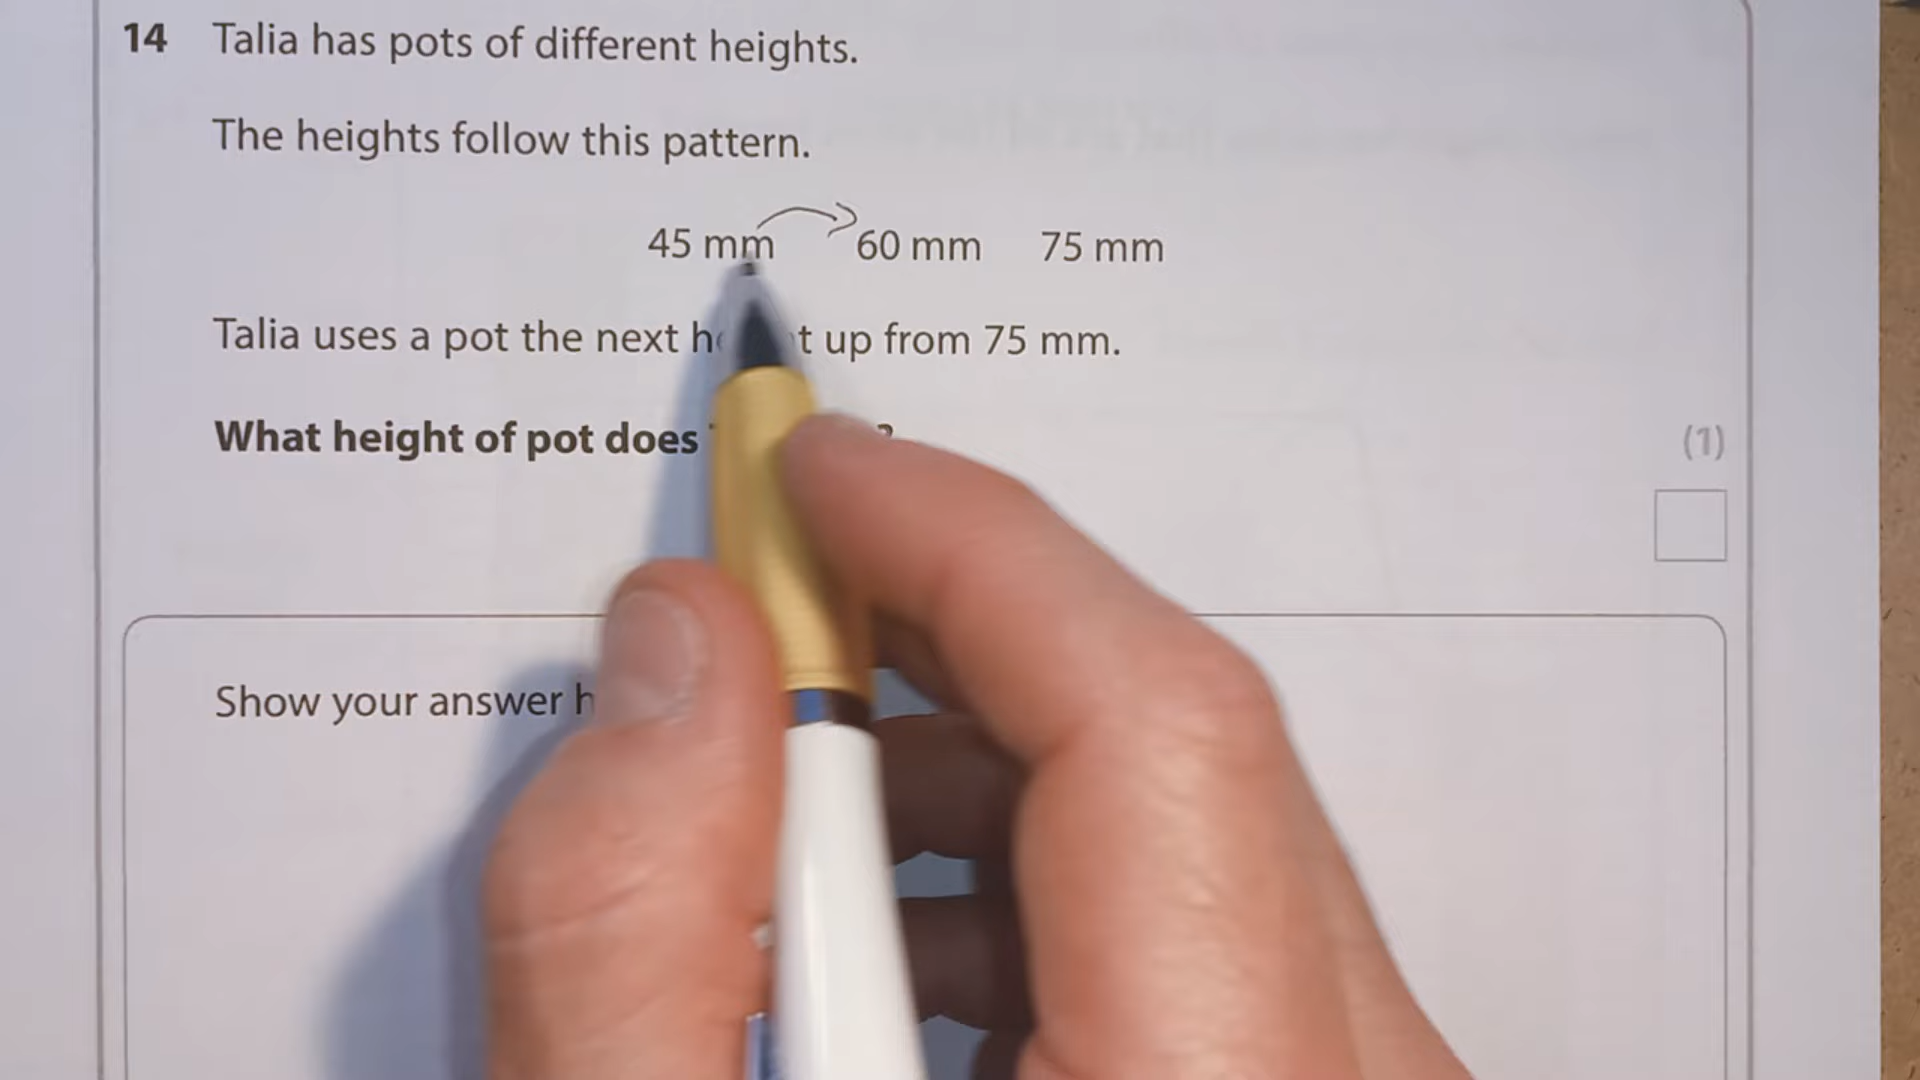 14 Talia has pots of different heights.
The heights follow this pattern.
45 mm 60 mm 75 mm
Talia uses a pot the next up from 75 mm.
What height of pot does ?
(1)
Show your answer